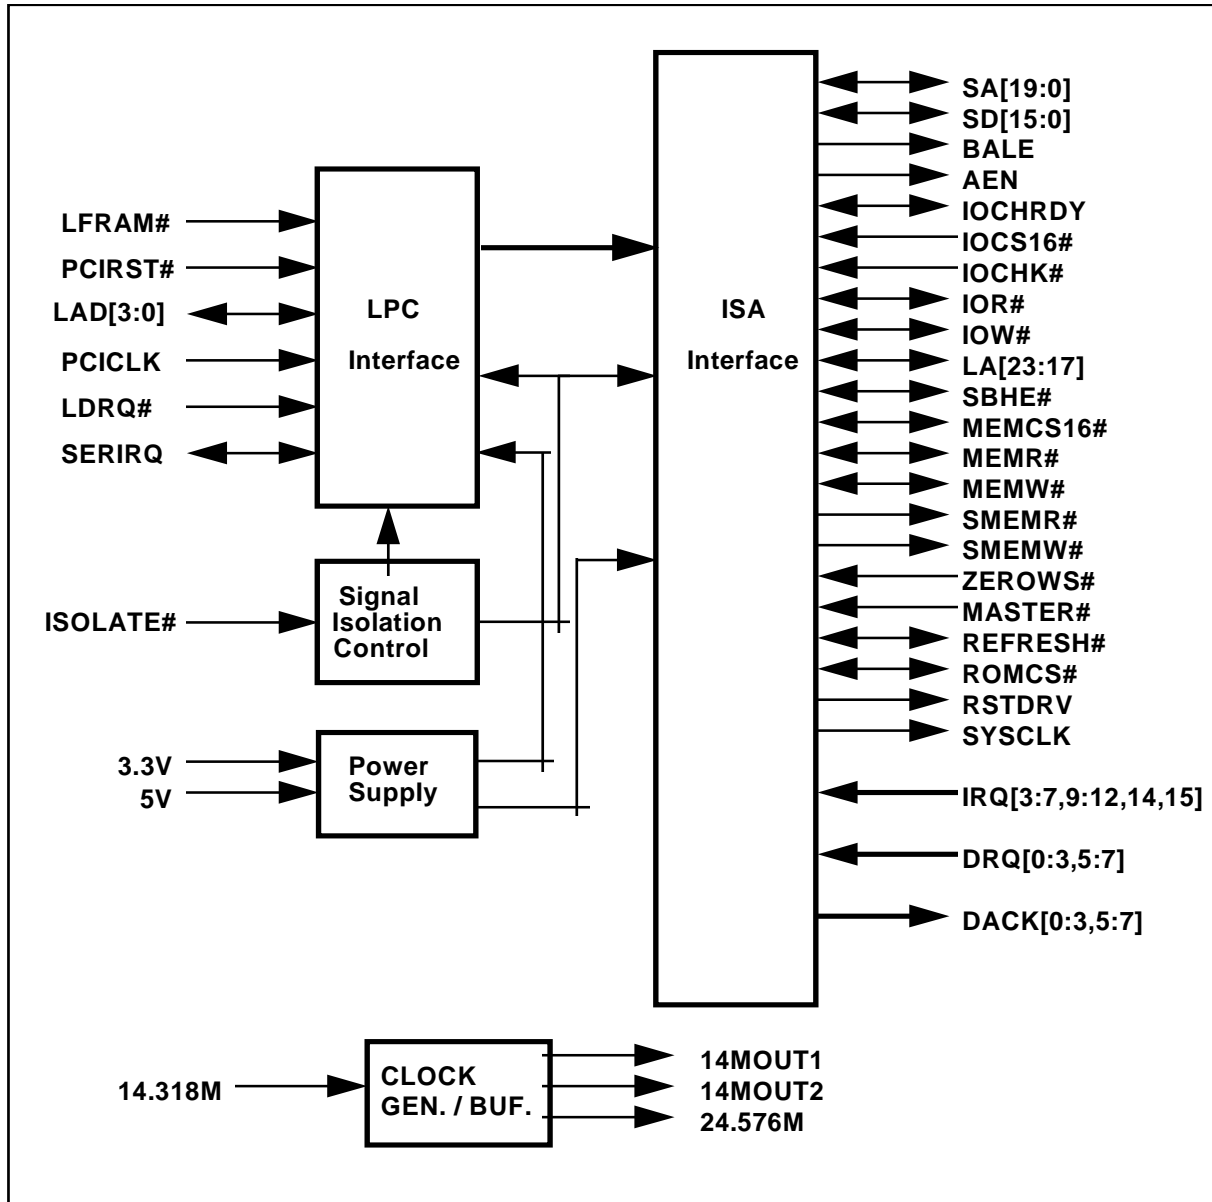 LFRAM#
PCIRST#
LAD[3:0]
PCICLK
LDRQ#
SERIRQ
LPC
Interface
ISOLATE#
Signal
Isolation
Control
3.3V
5V
Power
Supply
ISA
Interface
SA[19:0]
SD[15:0]
BALE
AEN
IOCHRDY
IOCS16#
IOCHK#
IOR#
IOW#
LA[23:17]
SBHE#
MEMCS16#
MEMR#
MEMW#
SMEMR#
SMEMW#
ZEROWS#
MASTER#
REFRESH#
ROMCS#
RSTDRV
SYSCLK
IRQ[3:7,9:12,14,15]
DRQ[0:3,5:7]
DACK[0:3,5:7]
14.318M
CLOCK
GEN. / BUF.
14MOUT1
14MOUT2
24.576M